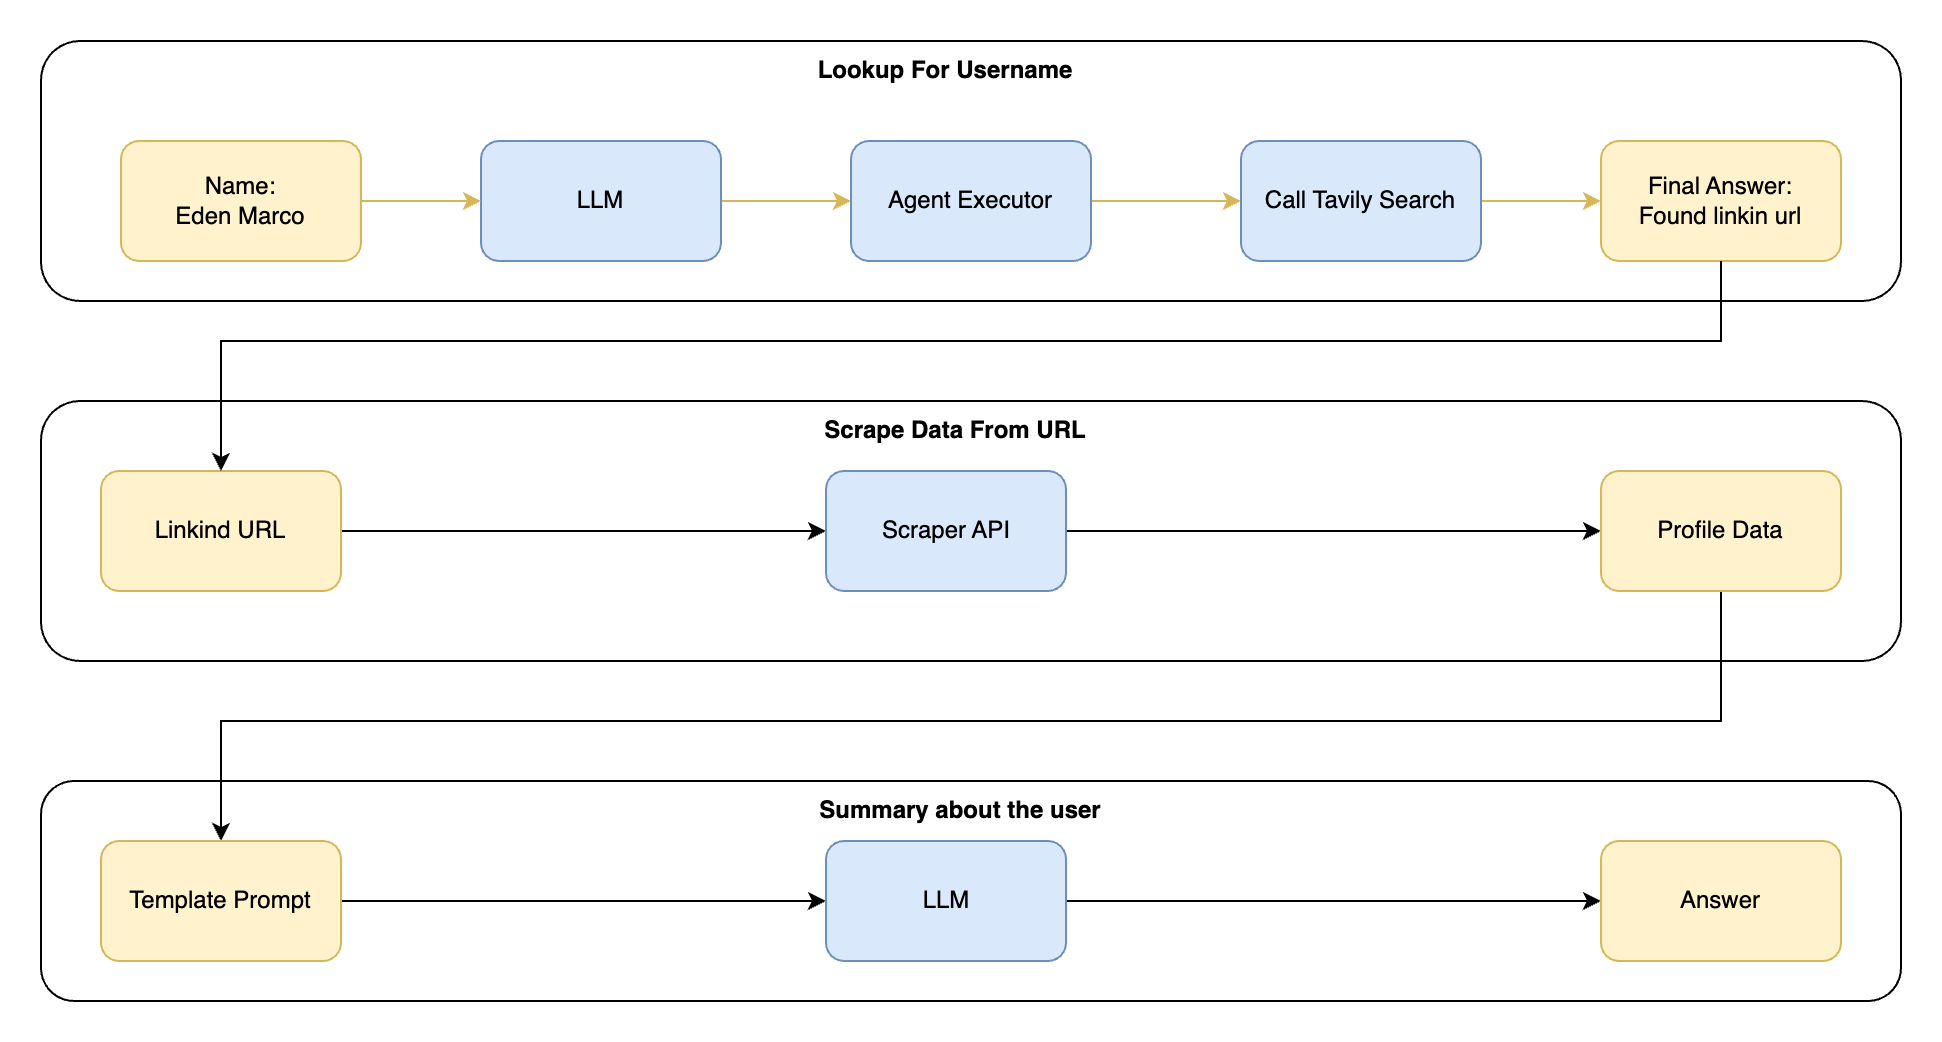 Lookup For Username
Name:
Eden Marco
LLM
Agent Executor
Call Tavily Search
Final Answer:
Found linkin url
Scrape Data From URL
Linkind URL
Scraper API
Profile Data
Summary about the user
Template Prompt
LLM
Answer